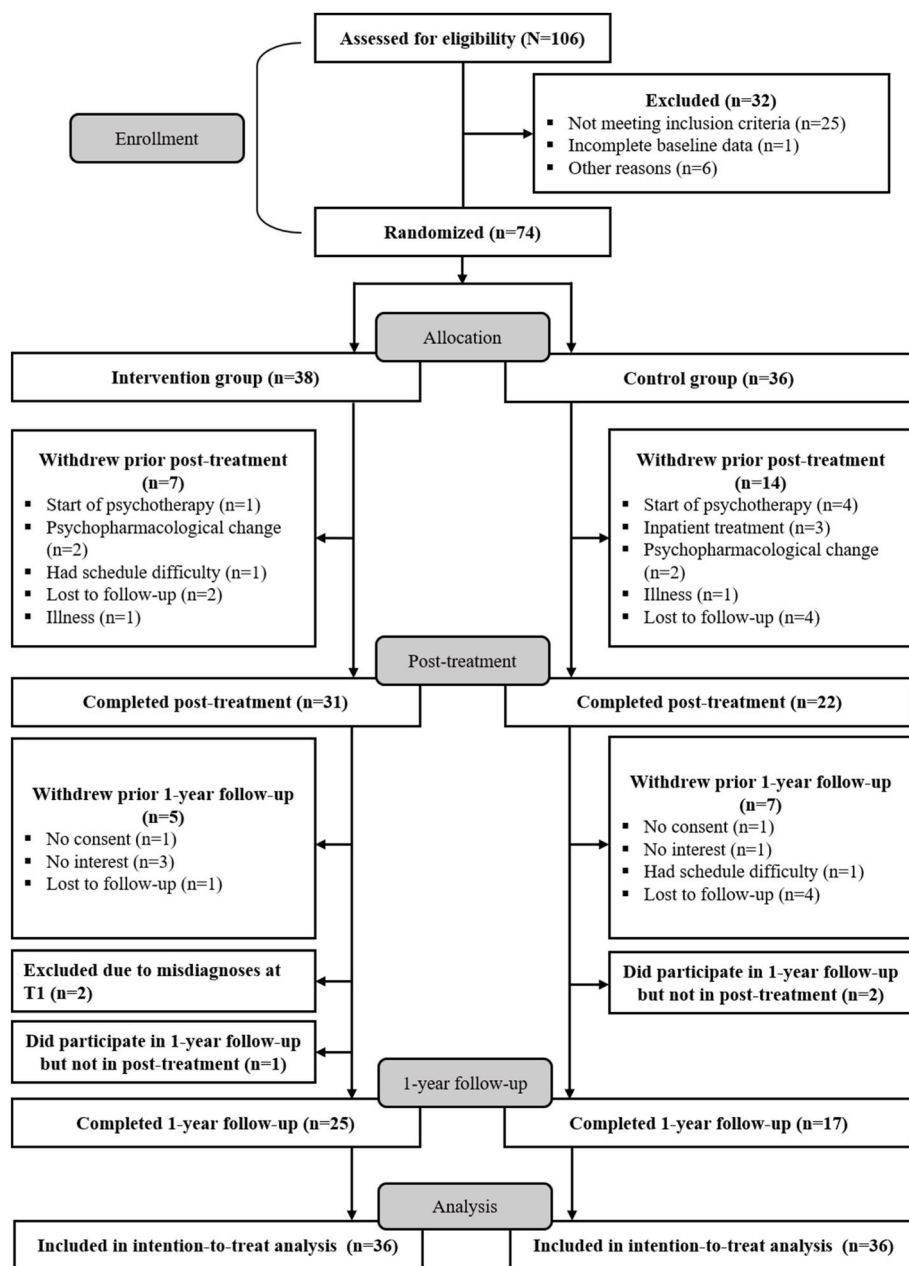 Assessed for eligibility (N=106)
Excluded (n=32)
▪ Not meeting inclusion criteria (n=25)
▪ Incomplete baseline data (n=1)
▪ Other reasons (n=6)
Enrollment
Randomized (n=74)
Allocation
Intervention group (n=38)
Control group (n=36)
Withdrew prior post-treatment
(n=7)
▪ Start of psychotherapy (n=1)
▪ Psychopharmacological change
(n=2)
▪ Had schedule difficulty (n=1)
▪ Lost to follow-up (n=2)
▪ Illness (n=1)
Withdrew prior post-treatment
(n=14)
▪ Start of psychotherapy (n=4)
▪ Inpatient treatment (n=3)
▪ Psychopharmacological change
(n=2)
▪ Illness (n=1)
▪ Lost to follow-up (n=4)
Post-treatment
Completed post-treatment (n=31)
Completed post-treatment (n=22)
Withdrew prior 1-year follow-up
(n=5)
▪ No consent (n=1)
▪ No interest (n=3)
▪ Lost to follow-up (n=1)
Withdrew prior 1-year follow-up
(n=7)
▪ No consent (n=1)
▪ No interest (n=1)
▪ Had schedule difficulty (n=1)
▪ Lost to follow-up (n=4)
Excluded due to misdiagnoses at
T1 (n=2)
Did participate in 1-year follow-up
but not in post-treatment (n=2)
Did participate in 1-year follow-up
but not in post-treatment (n=1)
1-year follow-up
Completed 1-year follow-up (n=25)
Completed 1-year follow-up (n=17)
Analysis
Included in intention-to-treat analysis (n=36)
Included in intention-to-treat analysis (n=36)